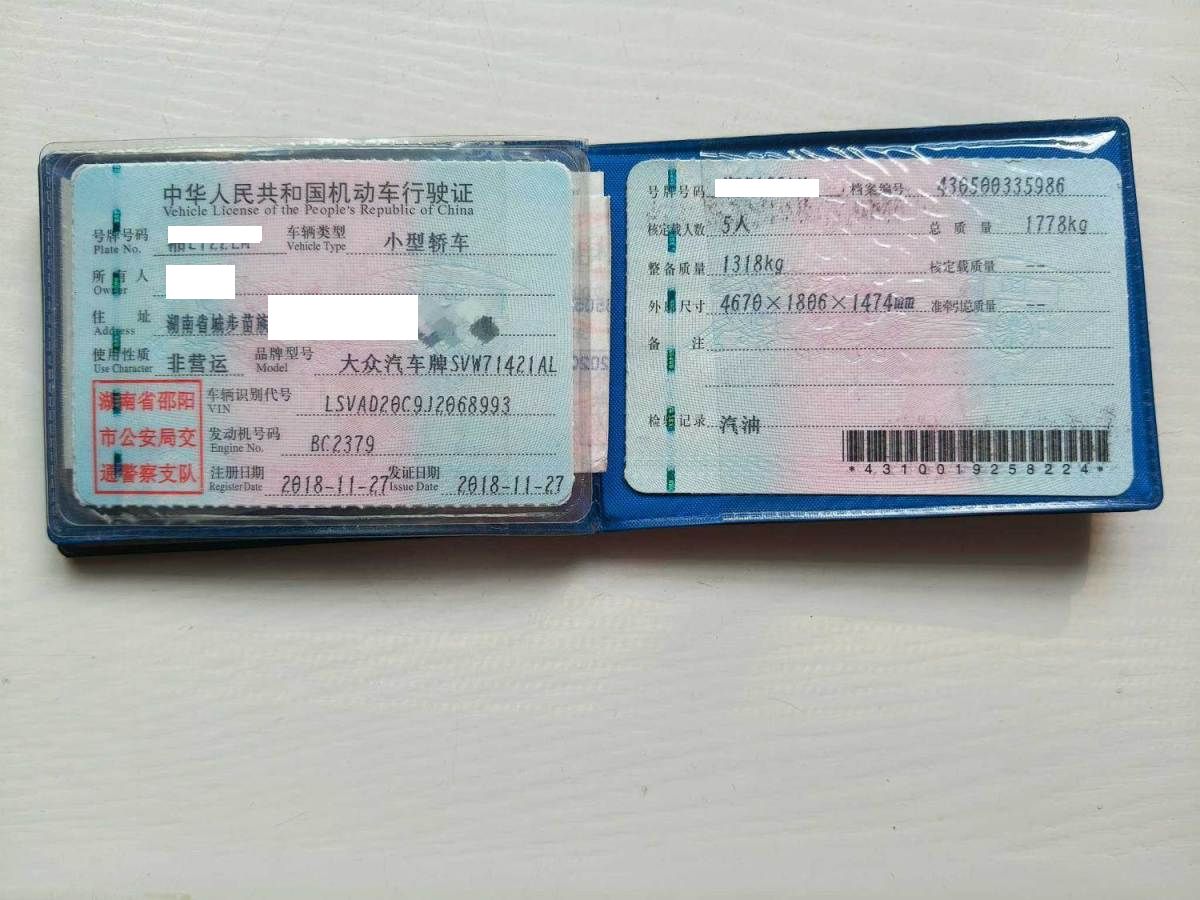 中华人民共和国机动车行驶证
Vehicle License of the People's Republic of China
号牌号码 车辆类型 小型轿车
Plate No. Vehicle Type
所有人
Owner
住址 湖南省城步苗族
Address
使用性质 非营运 品牌型号 大众汽车牌SVW71421AL
Use Character Model
湖南省邵阳
市公安局交
通警察支队
车辆识别代号 LSVAD20C9J2068993
VIN
发动机号码 BC2379
Engine No.
注册日期 2018-11-27 发证日期 2018-11-27
Register Date Issue Date
号牌号码 档案编号 430500335986
核定载人数 5人 总质量 1778kg
整备质量 1318kg 核定载质量 --
外廓尺寸 4670×1806×1474mm 准牵引总质量 --
备注
检验记录 汽油
*4310019258224*